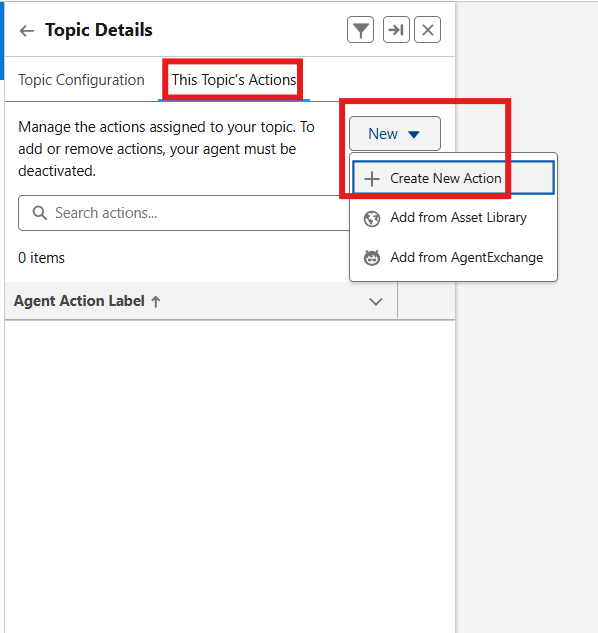 Topic Details
Topic Configuration
This Topic's Actions
Manage the actions assigned to your topic. To
add or remove actions, your agent must be
deactivated.
New
Create New Action
Add from Asset Library
Add from AgentExchange
Search actions...
0 items
Agent Action Label